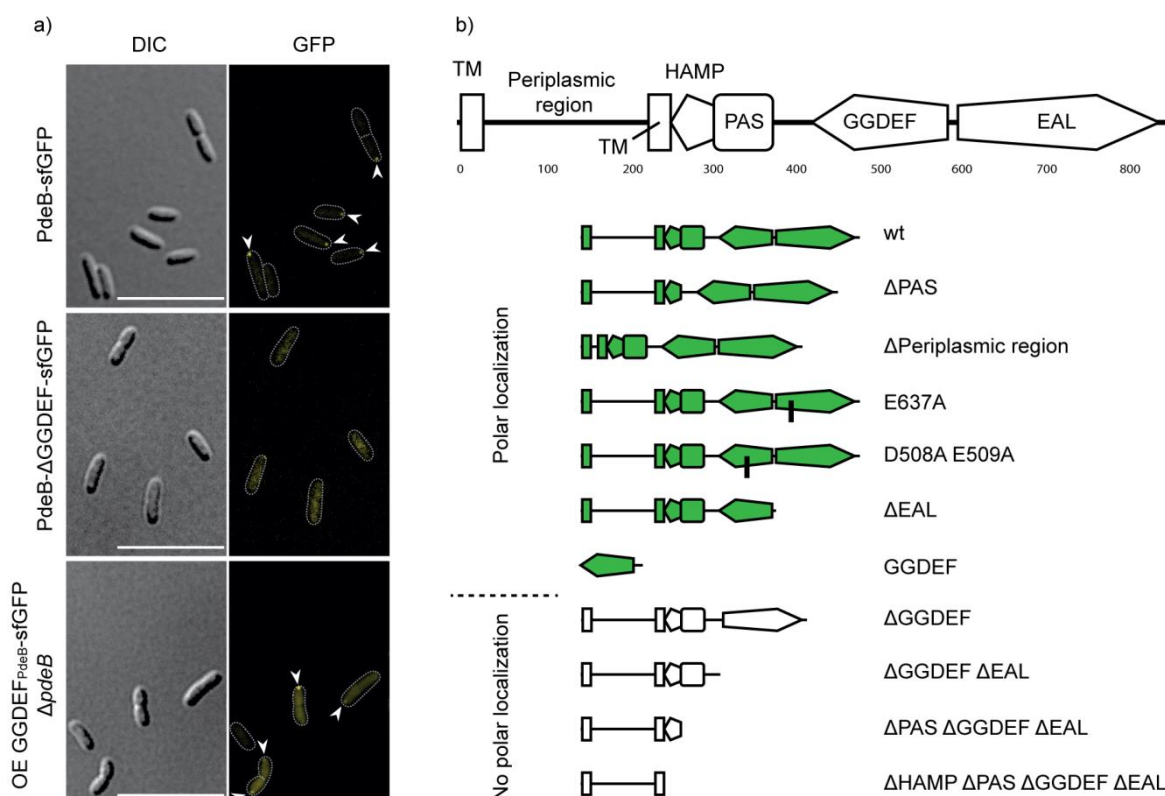 a)
DIC
GFP
PdeB-sfGFP
PdeB-ΔGGDEF-sfGFP
OE GGDEFPdeB-sfGFP
ΔpdeB
b)
TM
Periplasmic
region
HAMP
TM
PAS
GGDEF
EAL
0 100 200 300 400 500 600 700 800
Polar localization
wt
ΔPAS
ΔPeriplasmic region
E637A
D508A E509A
ΔEAL
GGDEF
No polar localization
ΔGGDEF
ΔGGDEF ΔEAL
ΔPAS ΔGGDEF ΔEAL
ΔHAMP ΔPAS ΔGGDEF ΔEAL